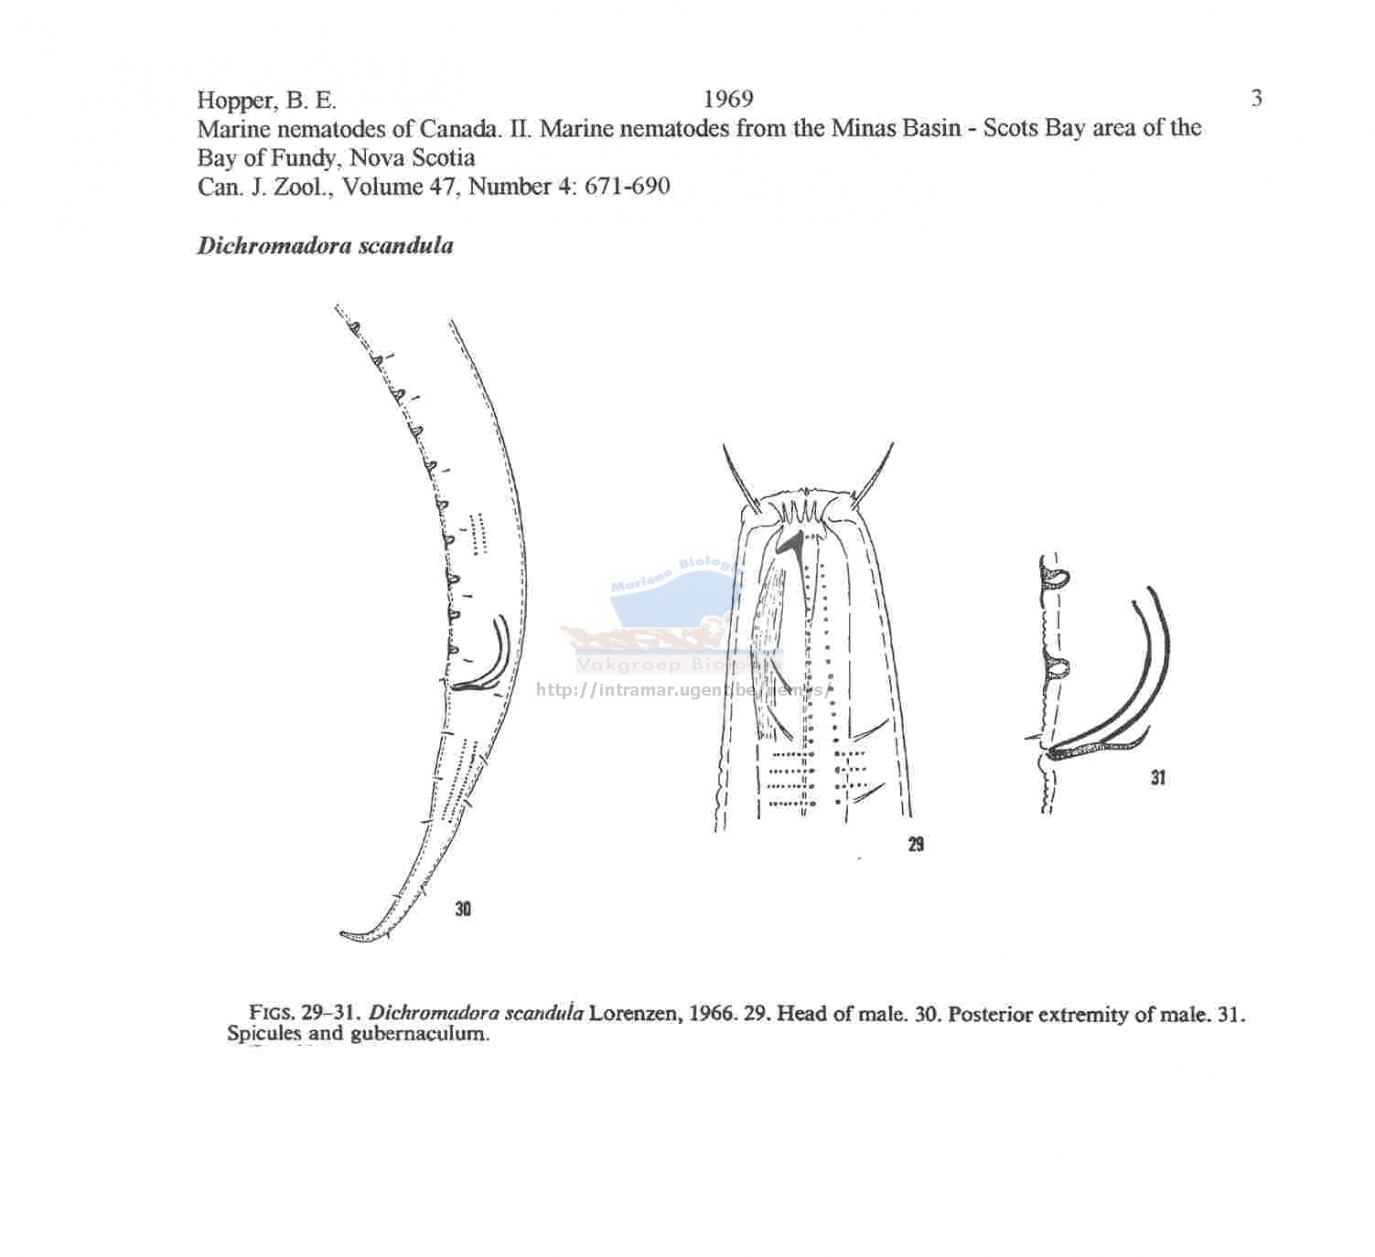 Hopper, B. E. 1969 3
Marine nematodes of Canada. II. Marine nematodes from the Minas Basin - Scots Bay area of the
Bay of Fundy, Nova Scotia
Can. J. Zool., Volume 47, Number 4: 671-690
Dichromadora scandula
Mariene Biologie
Vakgroep Biologie
http://intramar.ugent.be/nemys/
31
29
30
FIGS. 29–31. Dichromadora scandula Lorenzen, 1966. 29. Head of male. 30. Posterior extremity of male. 31.
Spicules and gubernaculum.